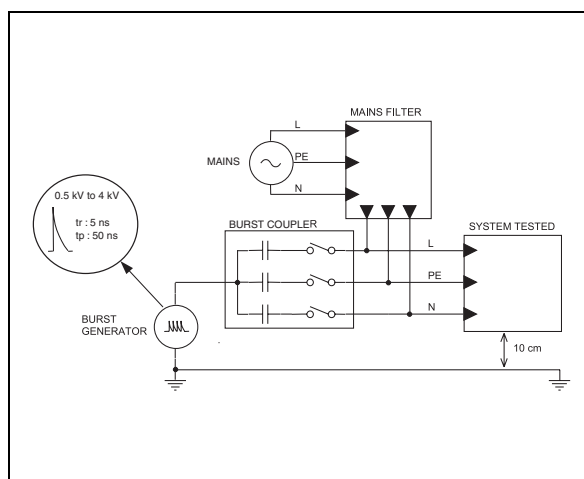 MAINS FILTER
L
MAINS
PE
N
0.5 kV to 4 kV
tr : 5 ns
tp : 50 ns
BURST COUPLER
SYSTEM TESTED
L
PE
N
BURST
GENERATOR
10 cm